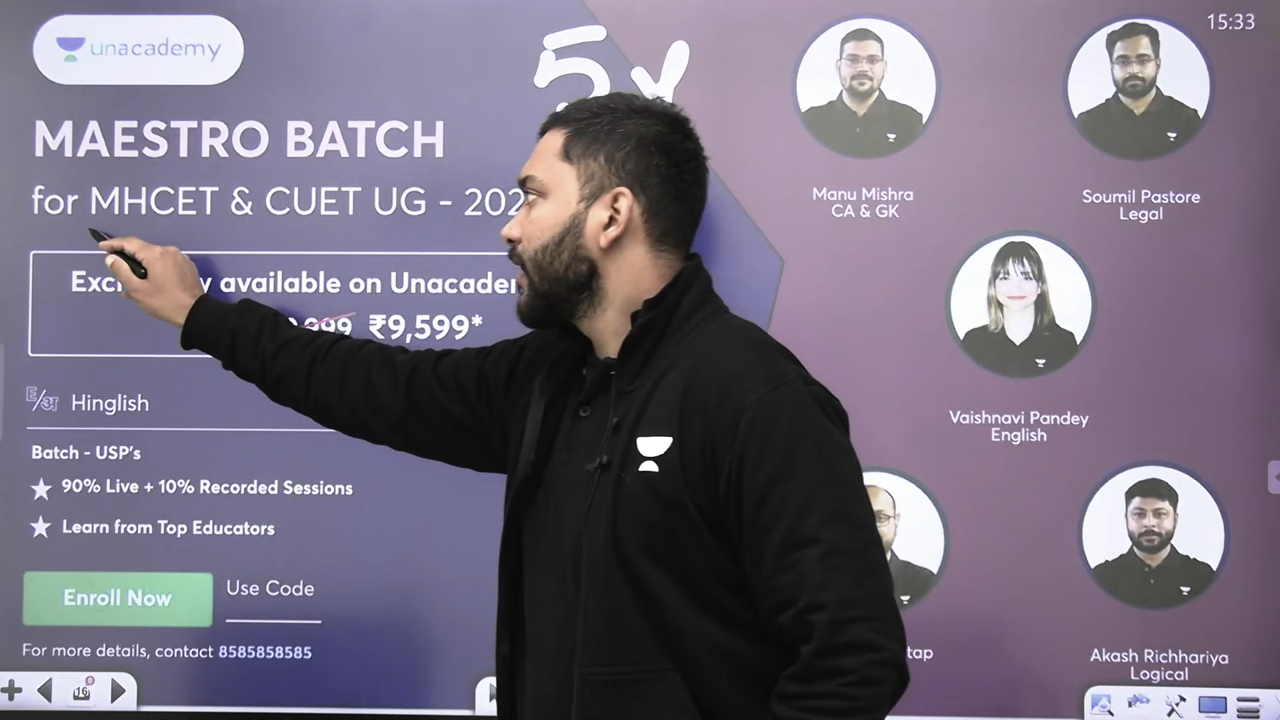 unacademy
5x
15:33
MAESTRO BATCH
for MHCET & CUET UG - 202
available on Unacade
₹9,599*
Hinglish
Batch - USP's
90% Live + 10% Recorded Sessions
Learn from Top Educators
Enroll Now
Use Code
For more details, contact 8585858585
16
Manu Mishra
CA & GK
Soumil Pastore
Legal
Vaishnavi Pandey
English
tap
Akash Richhariya
Logical